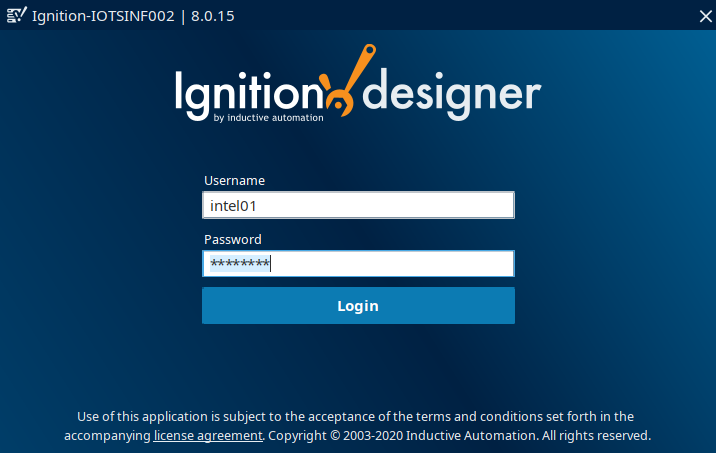 Ignition-IOTSINF002 | 8.0.15
Ignition designer
by inductive automation
Username
intel01
Password
********
Login
Use of this application is subject to the acceptance of the terms and conditions set forth in the
accompanying license agreement. Copyright © 2003-2020 Inductive Automation. All rights reserved.